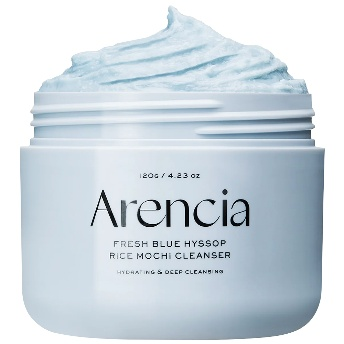 120g / 4.23 oz
Arencia
FRESH BLUE HYSSOP
RICE MOCHI CLEANSER
HYDRATING & DEEP CLEANSING